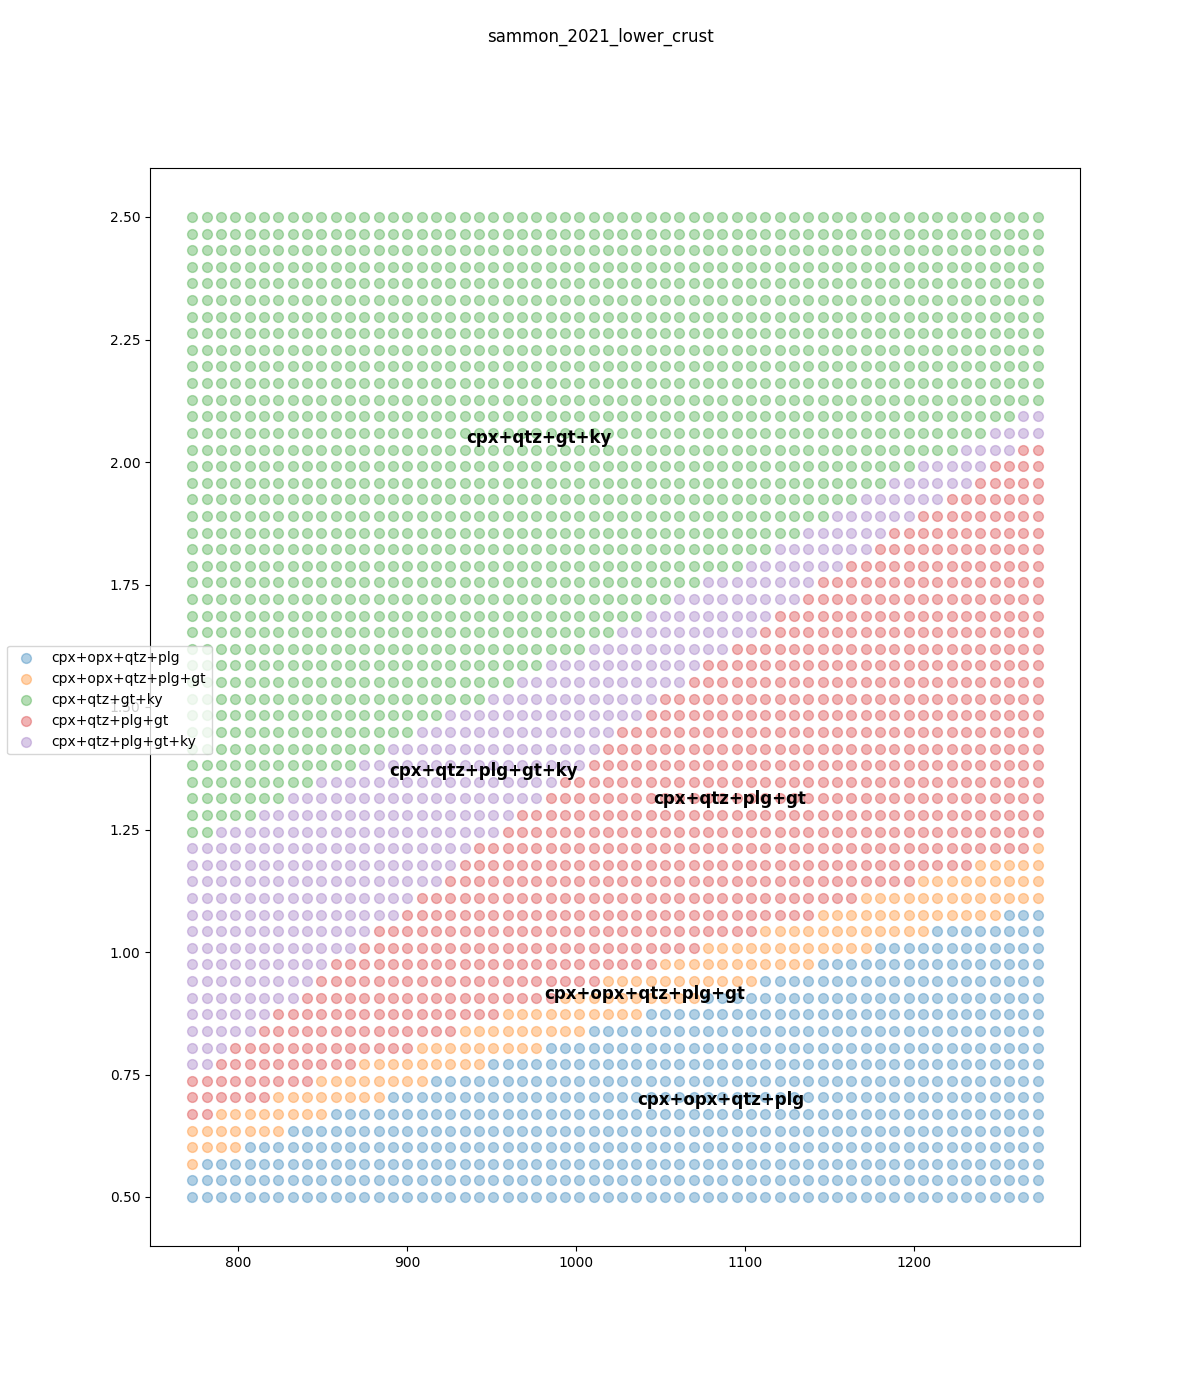 sammon_2021_lower_crust
2.50
2.25
2.00
1.75
1.50
1.25
1.00
0.75
0.50
cpx+qtz+gt+ky
cpx+opx+qtz+plg
cpx+opx+qtz+plg+gt
cpx+qtz+gt+ky
cpx+qtz+plg+gt
cpx+qtz+plg+gt+ky
cpx+qtz+plg+gt+ky
cpx+qtz+plg+gt
cpx+opx+qtz+plg+gt
cpx+opx+qtz+plg
800 900 1000 1100 1200